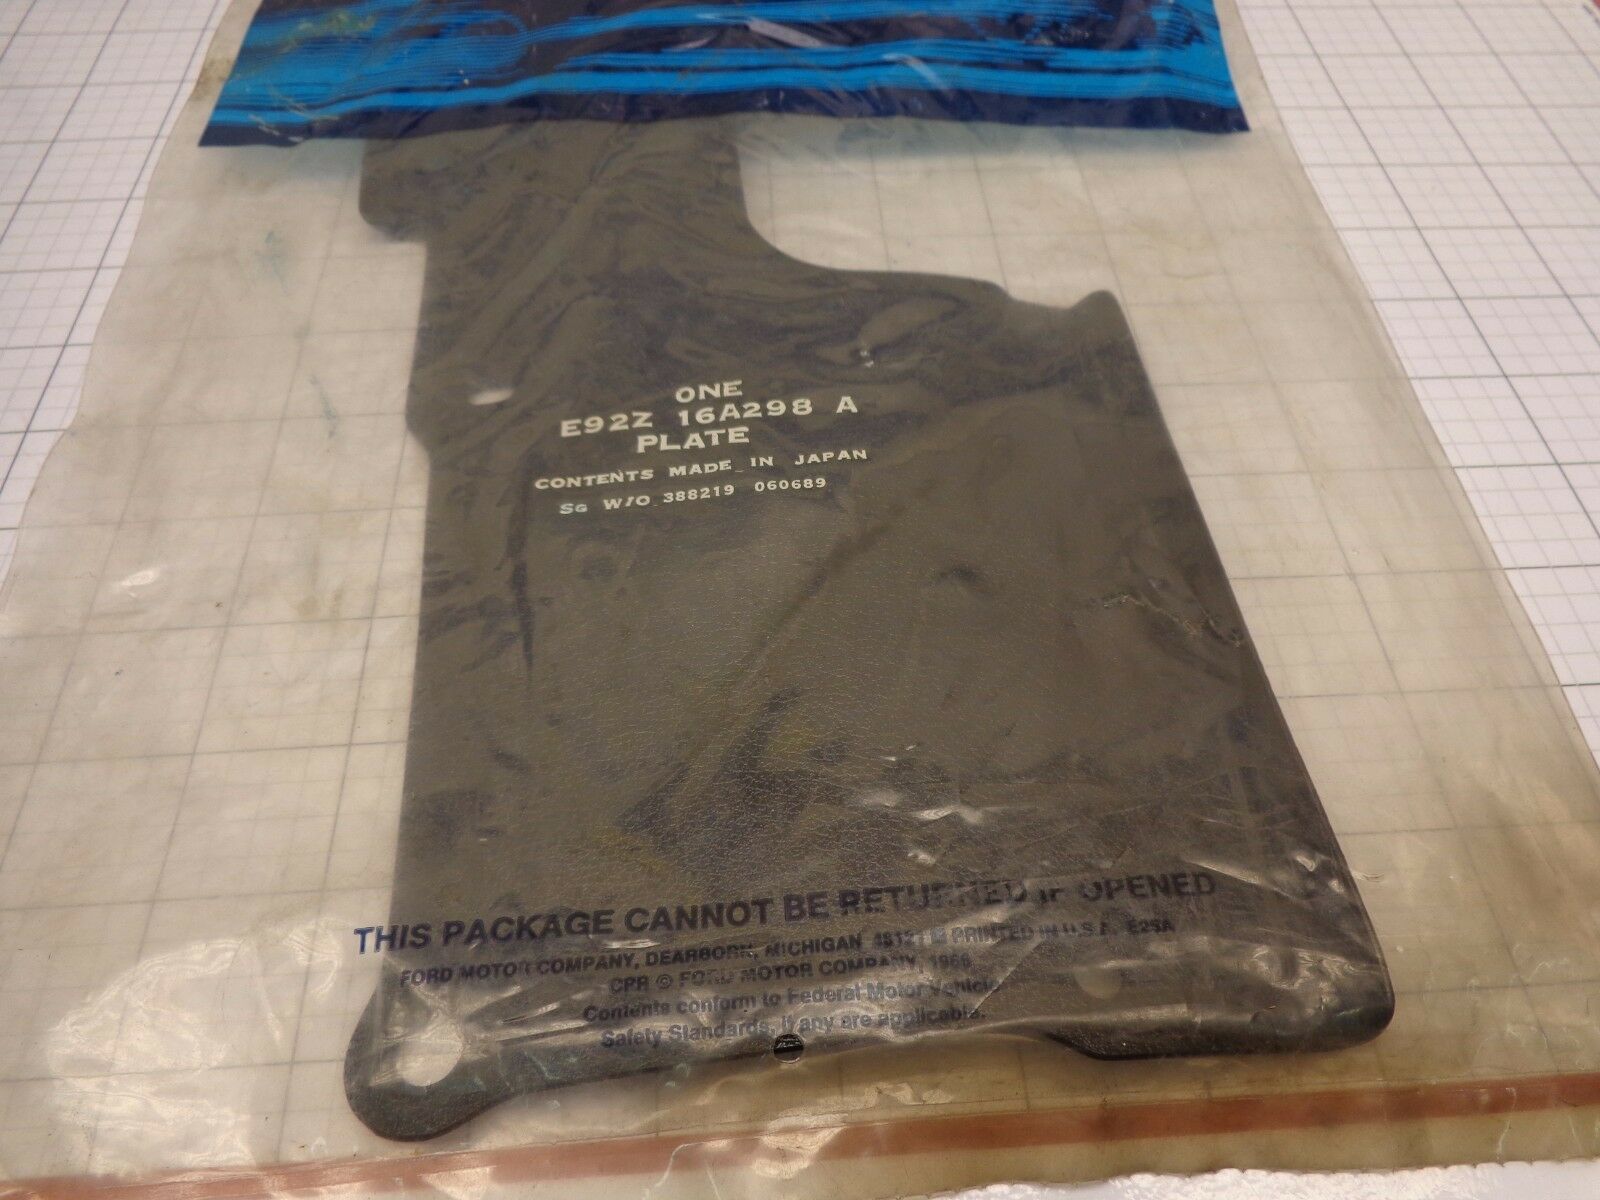 ONE
E92Z 16A298 A
PLATE
CONTENTS MADE IN JAPAN
SG W/O 388219 060689
THIS PACKAGE CANNOT BE RETURNED IF OPENED
FORD MOTOR COMPANY, DEARBORN, MICHIGAN PRINTED IN U.S.A.
CPR © FORD MOTOR COMPANY, 1966
Contents conform to Federal Motor Vehicle
Safety Standards, if any are applicable.